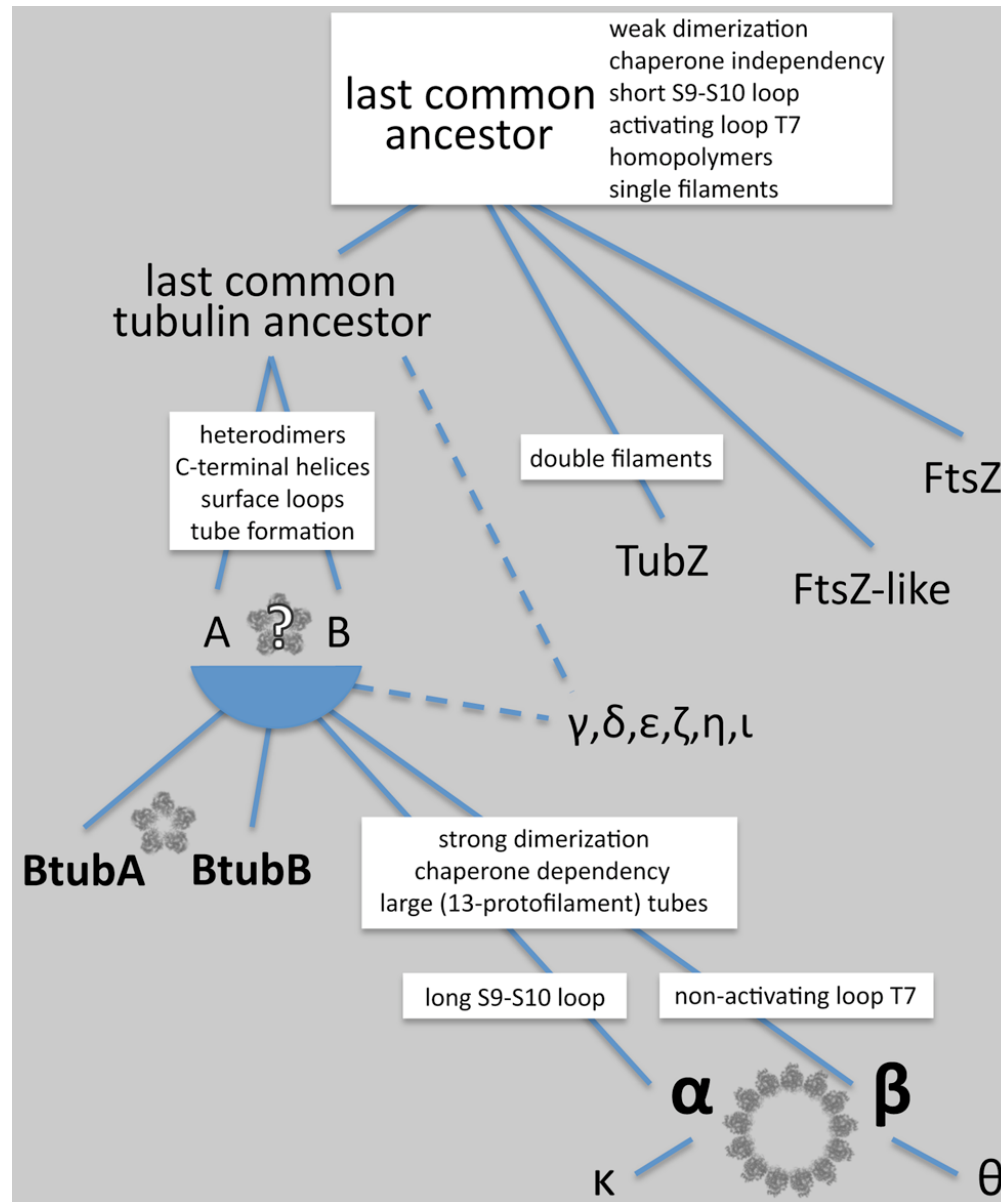 last common
ancestor
weak dimerization
chaperone independency
short S9-S10 loop
activating loop T7
homopolymers
single filaments
last common
tubulin ancestor
heterodimers
C-terminal helices
surface loops
tube formation
double filaments
FtsZ
TubZ
FtsZ-like
A ? B
γ,δ,ε,ζ,η,ι
BtubA BtubB
strong dimerization
chaperone dependency
large (13-protofilament) tubes
long S9-S10 loop
non-activating loop T7
α β
κ θ